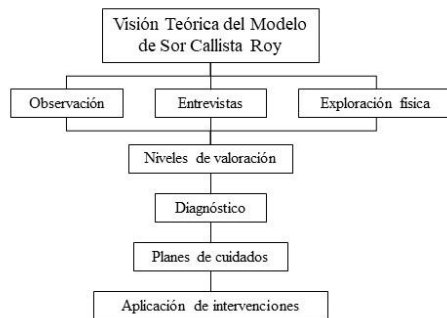 Visión Teórica del Modelo
de Sor Callista Roy
Observación
Entrevistas
Exploración física
Niveles de valoración
Diagnóstico
Planes de cuidados
Aplicación de intervenciones